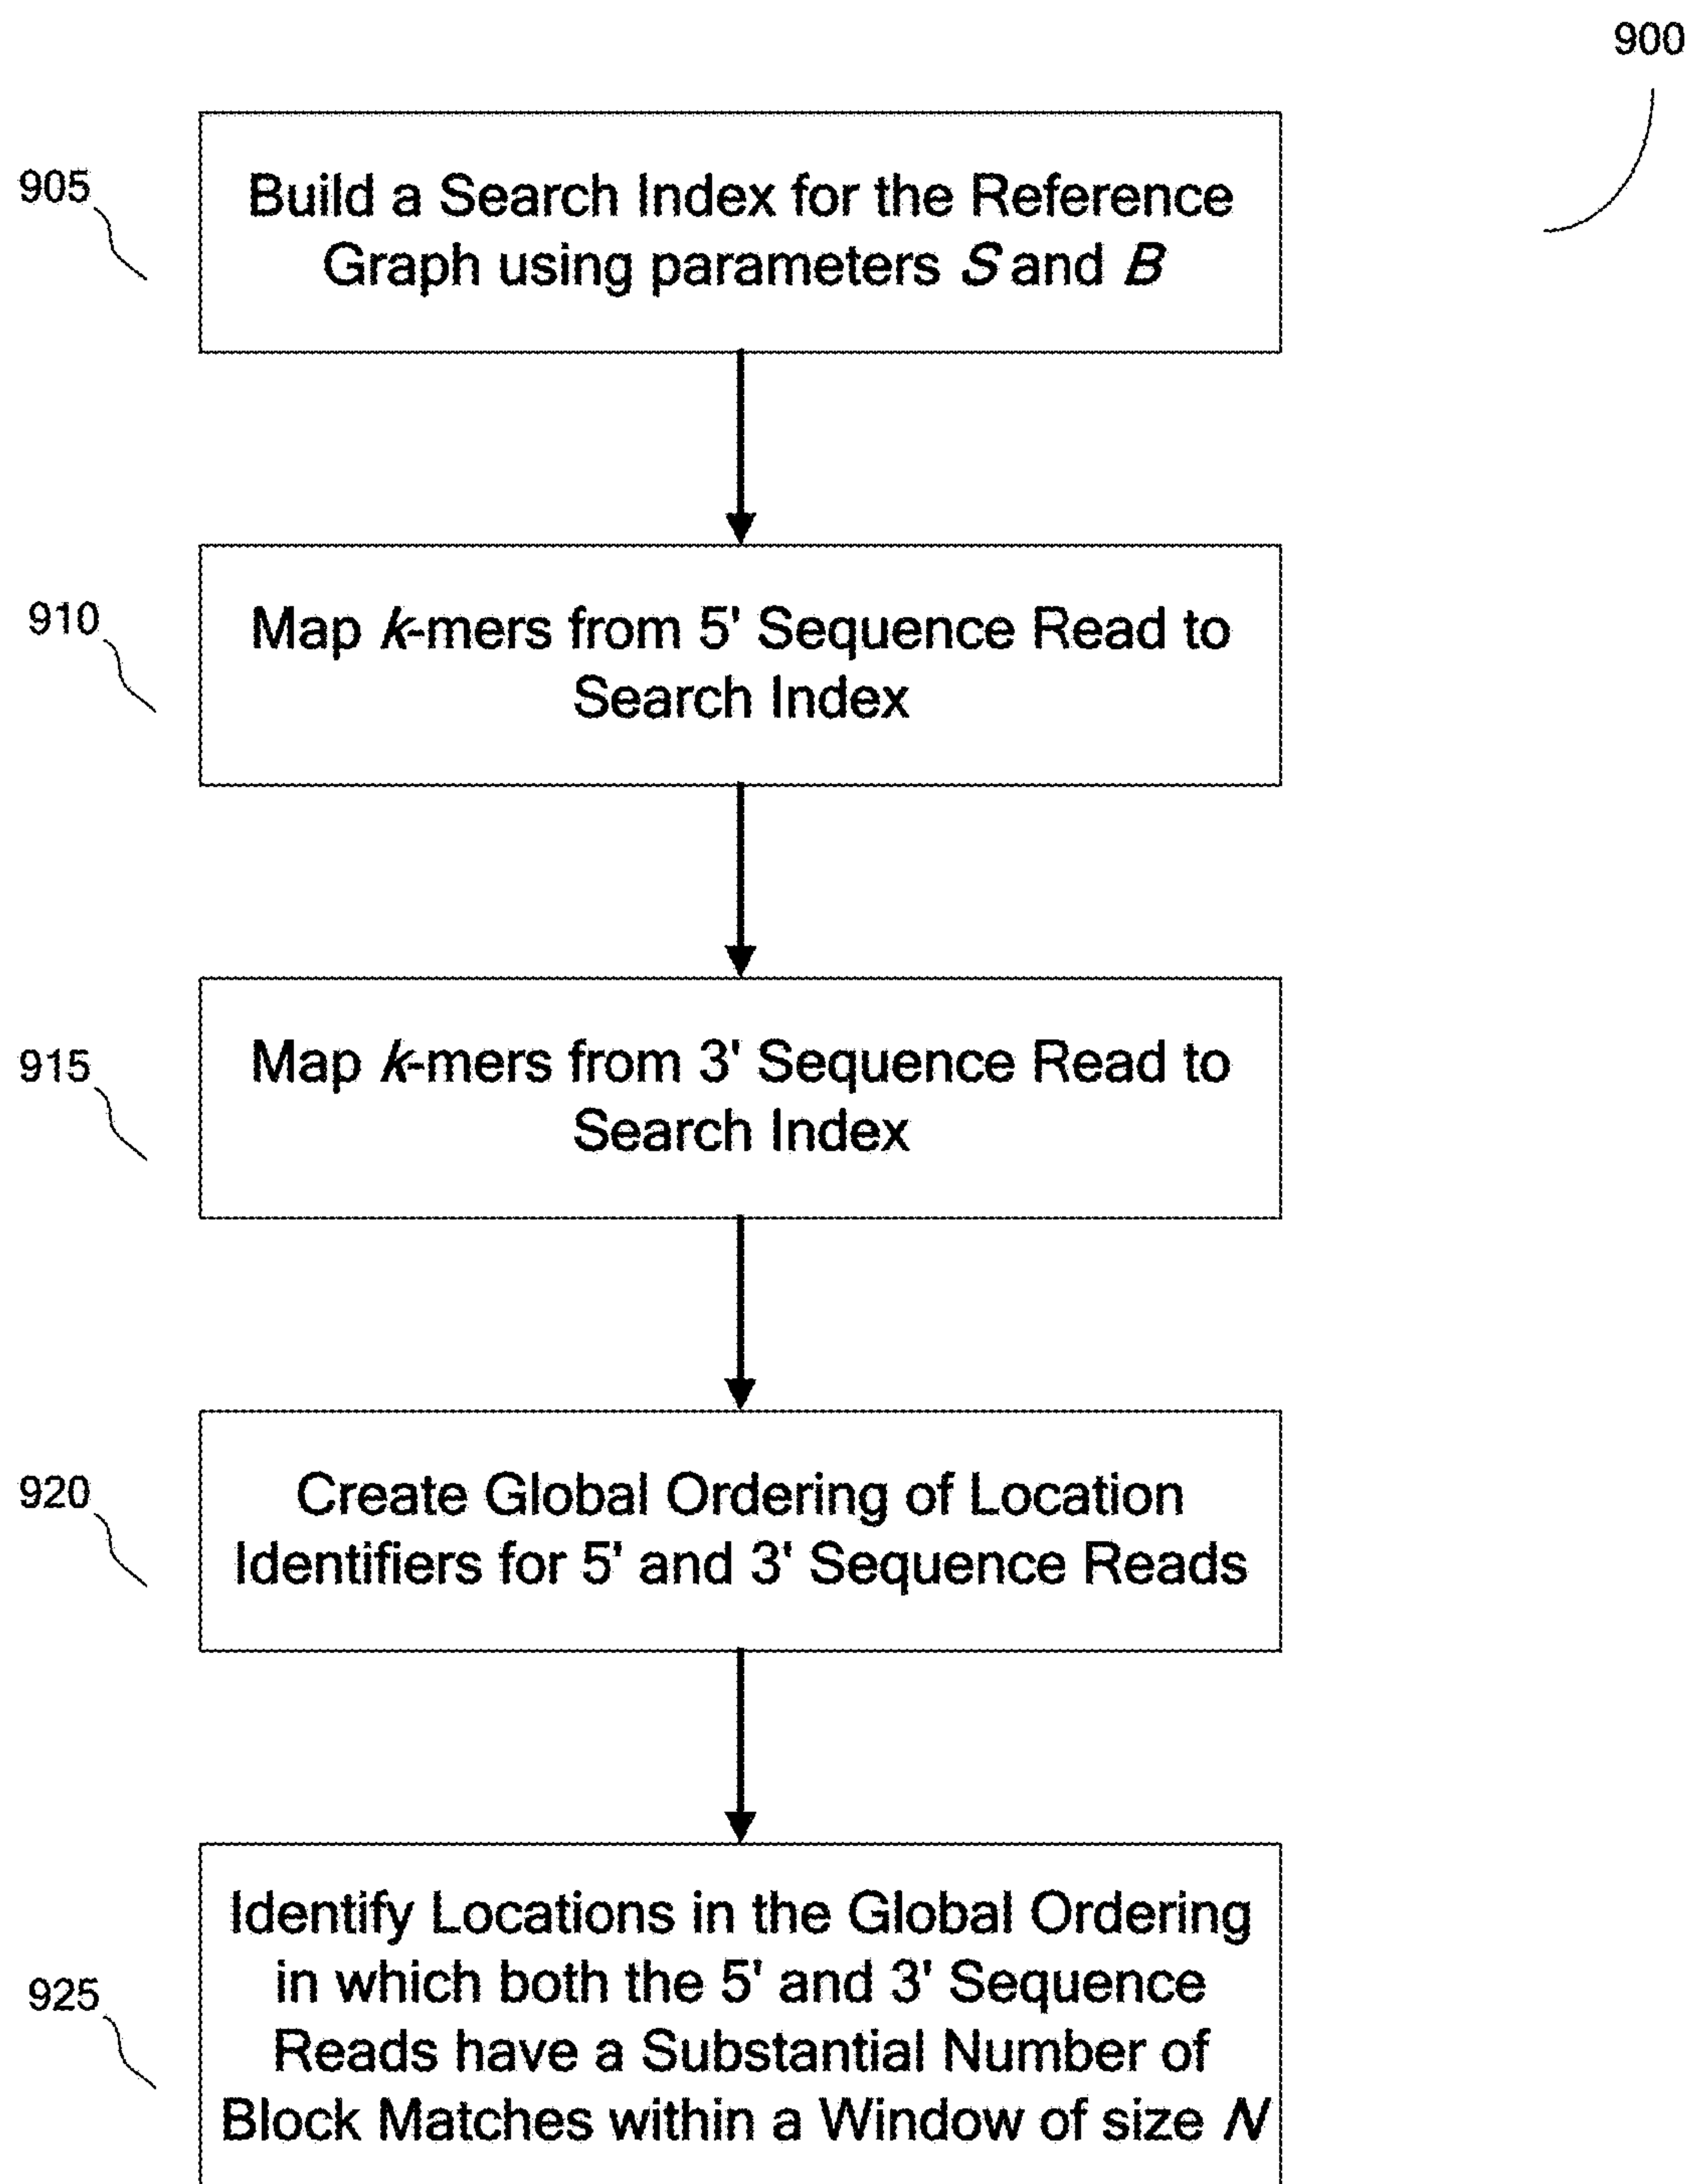 900
905
Build a Search Index for the Reference
Graph using parameters S and B
910
Map k-mers from 5' Sequence Read to
Search Index
915
Map k-mers from 3' Sequence Read to
Search Index
920
Create Global Ordering of Location
Identifiers for 5' and 3' Sequence Reads
925
Identify Locations in the Global Ordering
in which both the 5' and 3' Sequence
Reads have a Substantial Number of
Block Matches within a Window of size N